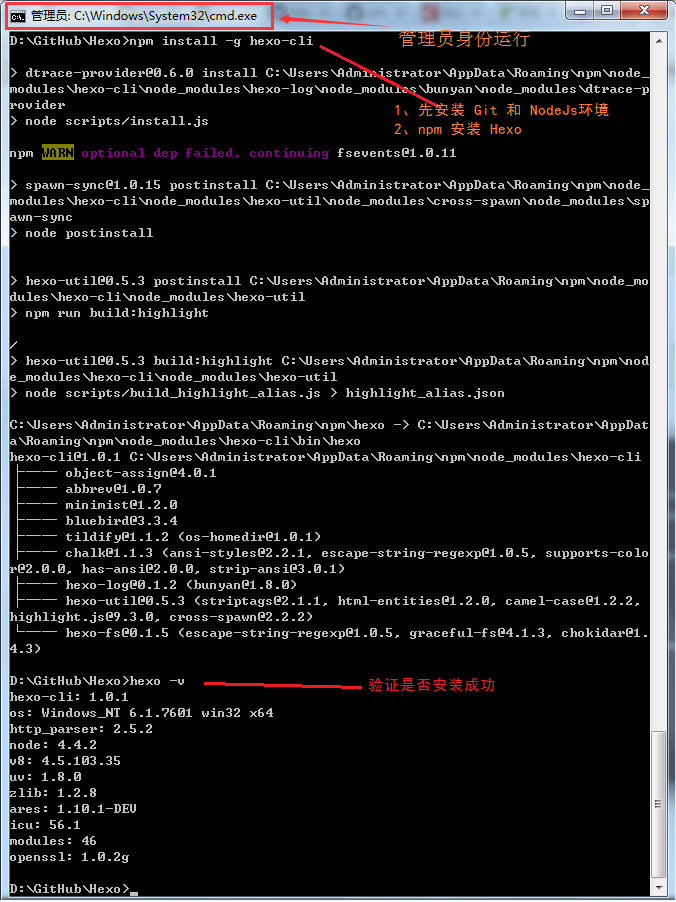 管理员: C:\Windows\System32\cmd.exe
D:\GitHub\Hexo>npm install -g hexo-cli
管理员身份运行
> dtrace-provider@0.6.0 install C:\Users\Administrator\AppData\Roaming\npm\node_
modules\hexo-cli\node_modules\hexo-log\node_modules\bunyan\node_modules\dtrace-p
rovider
> node scripts/install.js
1、先安装 Git 和 NodeJs环境
2、npm 安装 Hexo
npm WARN optional dep failed, continuing fsevents@1.0.11
> spawn-sync@1.0.15 postinstall C:\Users\Administrator\AppData\Roaming\npm\node_
modules\hexo-cli\node_modules\hexo-util\node_modules\cross-spawn\node_modules\sp
awn-sync
> node postinstall
> hexo-util@0.5.3 postinstall C:\Users\Administrator\AppData\Roaming\npm\node_mo
dules\hexo-cli\node_modules\hexo-util
> npm run build:highlight
/
> hexo-util@0.5.3 build:highlight C:\Users\Administrator\AppData\Roaming\npm\nod
e_modules\hexo-cli\node_modules\hexo-util
> node scripts/build_highlight_alias.js > highlight_alias.json
C:\Users\Administrator\AppData\Roaming\npm\hexo -> C:\Users\Administrator\AppDat
a\Roaming\npm\node_modules\hexo-cli\bin\hexo
hexo-cli@1.0.1 C:\Users\Administrator\AppData\Roaming\npm\node_modules\hexo-cli
├── object-assign@4.0.1
├── abbrev@1.0.7
├── minimist@1.2.0
├── bluebird@3.3.4
├── tildify@1.1.2 (os-homedir@1.0.1)
├── chalk@1.1.3 (ansi-styles@2.2.1, escape-string-regexp@1.0.5, supports-colo
r@2.0.0, has-ansi@2.0.0, strip-ansi@3.0.1)
├── hexo-log@0.1.2 (bunyan@1.8.0)
├── hexo-util@0.5.3 (striptags@2.1.1, html-entities@1.2.0, camel-case@1.2.2,
highlight.js@9.3.0, cross-spawn@2.2.2)
└── hexo-fs@0.1.5 (escape-string-regexp@1.0.5, graceful-fs@4.1.3, chokidar@1.
4.3)
D:\GitHub\Hexo>hexo -v
验证是否安装成功
hexo-cli: 1.0.1
os: Windows_NT 6.1.7601 win32 x64
http_parser: 2.5.2
node: 4.4.2
v8: 4.5.103.35
uv: 1.8.0
zlib: 1.2.8
ares: 1.10.1-DEV
icu: 56.1
modules: 46
openssl: 1.0.2g
D:\GitHub\Hexo>_